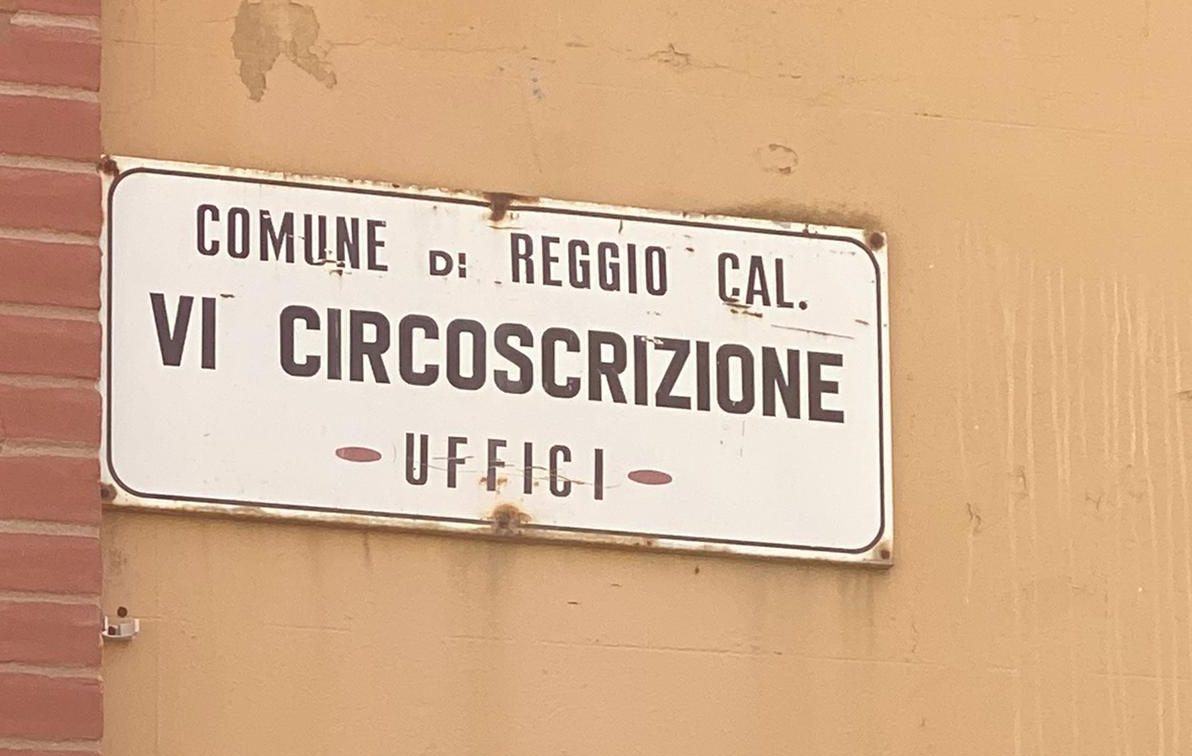 COMUNE DI REGGIO CAL.
VI CIRCOSCRIZIONE
UFFICI